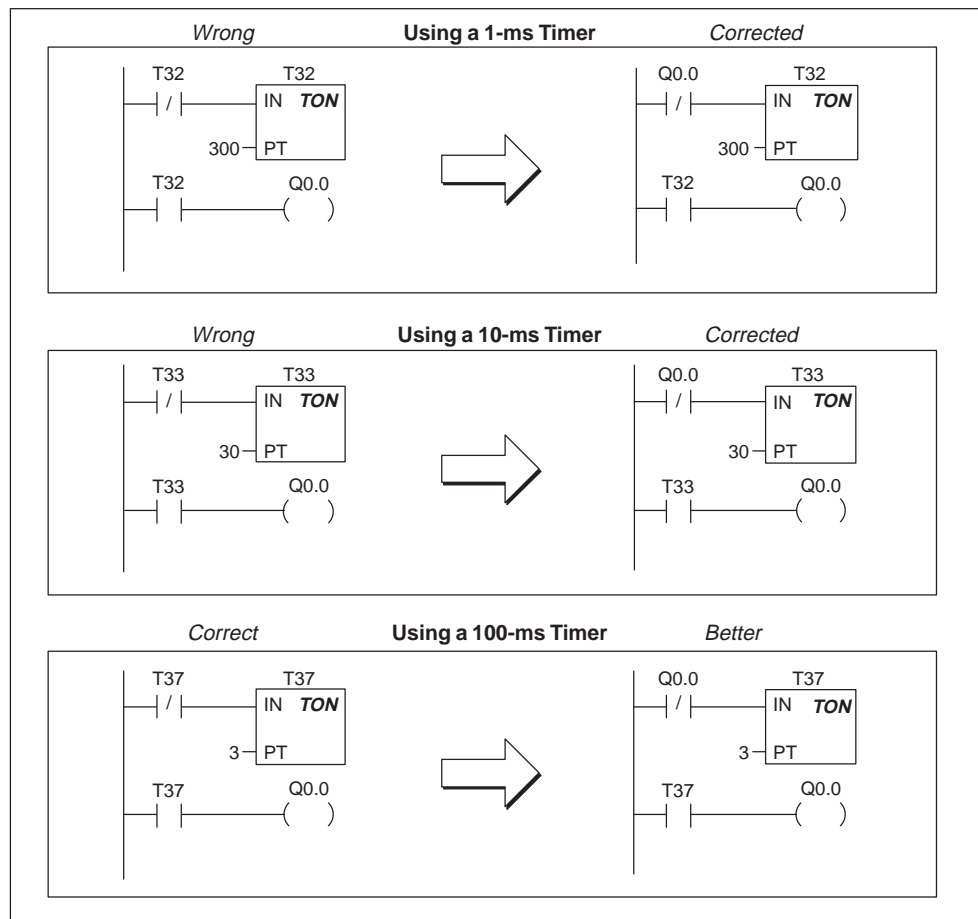 Wrong Using a 1-ms Timer Corrected
T32 T32 Q0.0 T32
/ IN TON / IN TON
300 PT 300 PT
T32 Q0.0 T32 Q0.0
Wrong Using a 10-ms Timer Corrected
T33 T33 Q0.0 T33
/ IN TON / IN TON
30 PT 30 PT
T33 Q0.0 T33 Q0.0
Correct Using a 100-ms Timer Better
T37 T37 Q0.0 T37
/ IN TON / IN TON
3 PT 3 PT
T37 Q0.0 T37 Q0.0